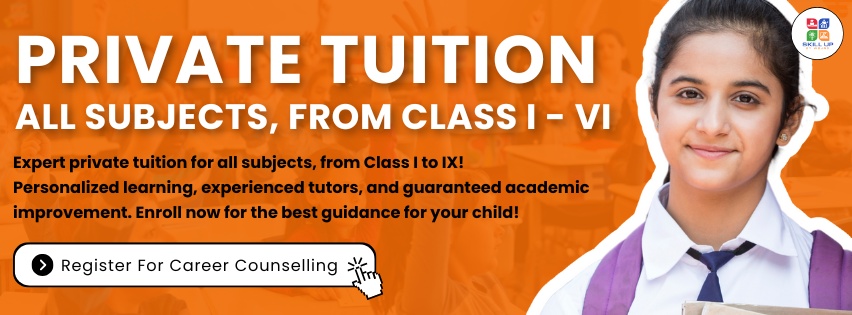 PRIVATE TUITION
ALL SUBJECTS, FROM CLASS I - VI
Expert private tuition for all subjects, from Class I to IX!
Personalized learning, experienced tutors, and guaranteed academic
improvement. Enroll now for the best guidance for your child!
Register For Career Counselling
SKILL UP